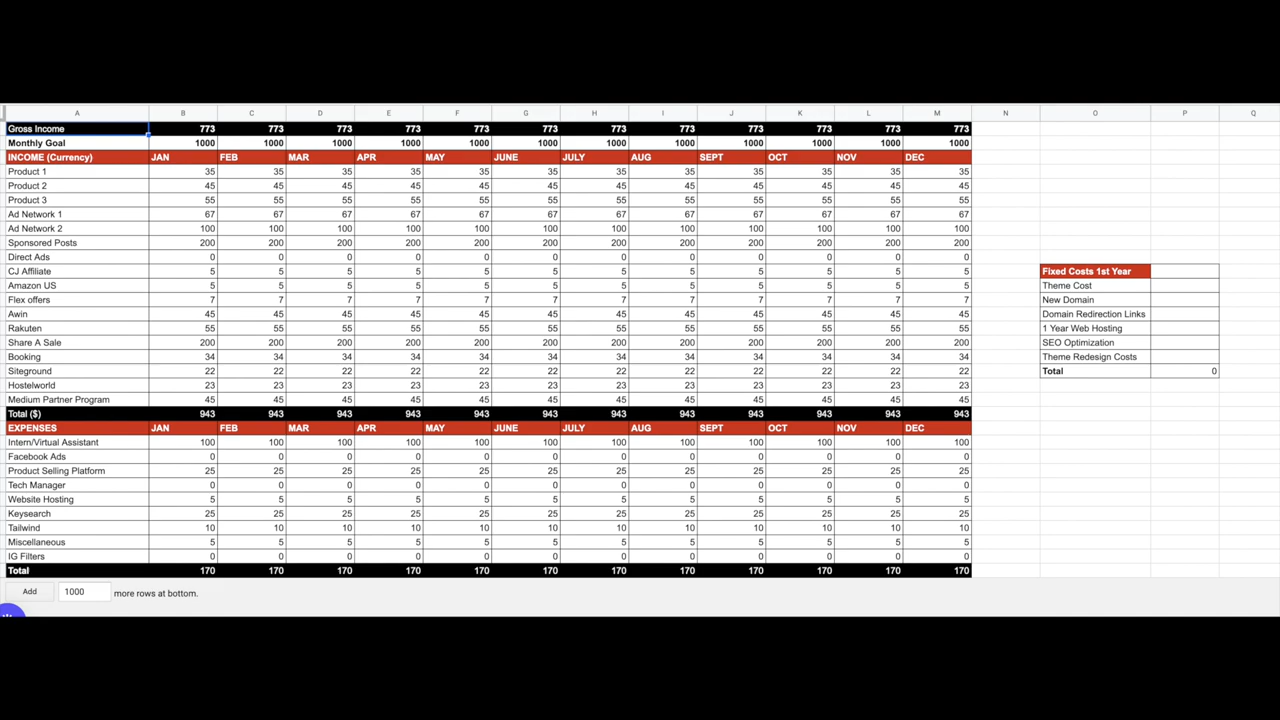 A B C D E F G H I J K L M N O P Q
Gross Income 773 773 773 773 773 773 773 773 773 773 773 773
Monthly Goal 1000 1000 1000 1000 1000 1000 1000 1000 1000 1000 1000 1000
INCOME (Currency) JAN FEB MAR APR MAY JUNE JULY AUG SEPT OCT NOV DEC
Product 1 35 35 35 35 35 35 35 35 35 35 35 35
Product 2 45 45 45 45 45 45 45 45 45 45 45 45
Product 3 55 55 55 55 55 55 55 55 55 55 55 55
Ad Network 1 67 67 67 67 67 67 67 67 67 67 67 67
Ad Network 2 100 100 100 100 100 100 100 100 100 100 100 100
Sponsored Posts 200 200 200 200 200 200 200 200 200 200 200 200
Direct Ads 0 0 0 0 0 0 0 0 0 0 0 0
CJ Affiliate 5 5 5 5 5 5 5 5 5 5 5 5 Fixed Costs 1st Year
Amazon US 5 5 5 5 5 5 5 5 5 5 5 5 Theme Cost
Flex offers 7 7 7 7 7 7 7 7 7 7 7 7 New Domain
Awin 45 45 45 45 45 45 45 45 45 45 45 45 Domain Redirection Links
Rakuten 55 55 55 55 55 55 55 55 55 55 55 55 1 Year Web Hosting
Share A Sale 200 200 200 200 200 200 200 200 200 200 200 200 SEO Optimization
Booking 34 34 34 34 34 34 34 34 34 34 34 34 Theme Redesign Costs
Siteground 22 22 22 22 22 22 22 22 22 22 22 22 Total 0
Hostelworld 23 23 23 23 23 23 23 23 23 23 23 23
Medium Partner Program 45 45 45 45 45 45 45 45 45 45 45 45
Total ($) 943 943 943 943 943 943 943 943 943 943 943 943
EXPENSES JAN FEB MAR APR MAY JUNE JULY AUG SEPT OCT NOV DEC
Intern/Virtual Assistant 100 100 100 100 100 100 100 100 100 100 100 100
Facebook Ads 0 0 0 0 0 0 0 0 0 0 0 0
Product Selling Platform 25 25 25 25 25 25 25 25 25 25 25 25
Tech Manager 0 0 0 0 0 0 0 0 0 0 0 0
Website Hosting 5 5 5 5 5 5 5 5 5 5 5 5
Keysearch 25 25 25 25 25 25 25 25 25 25 25 25
Tailwind 10 10 10 10 10 10 10 10 10 10 10 10
Miscellaneous 5 5 5 5 5 5 5 5 5 5 5 5
IG Filters 0 0 0 0 0 0 0 0 0 0 0 0
Total 170 170 170 170 170 170 170 170 170 170 170 170
Add 1000 more rows at bottom.